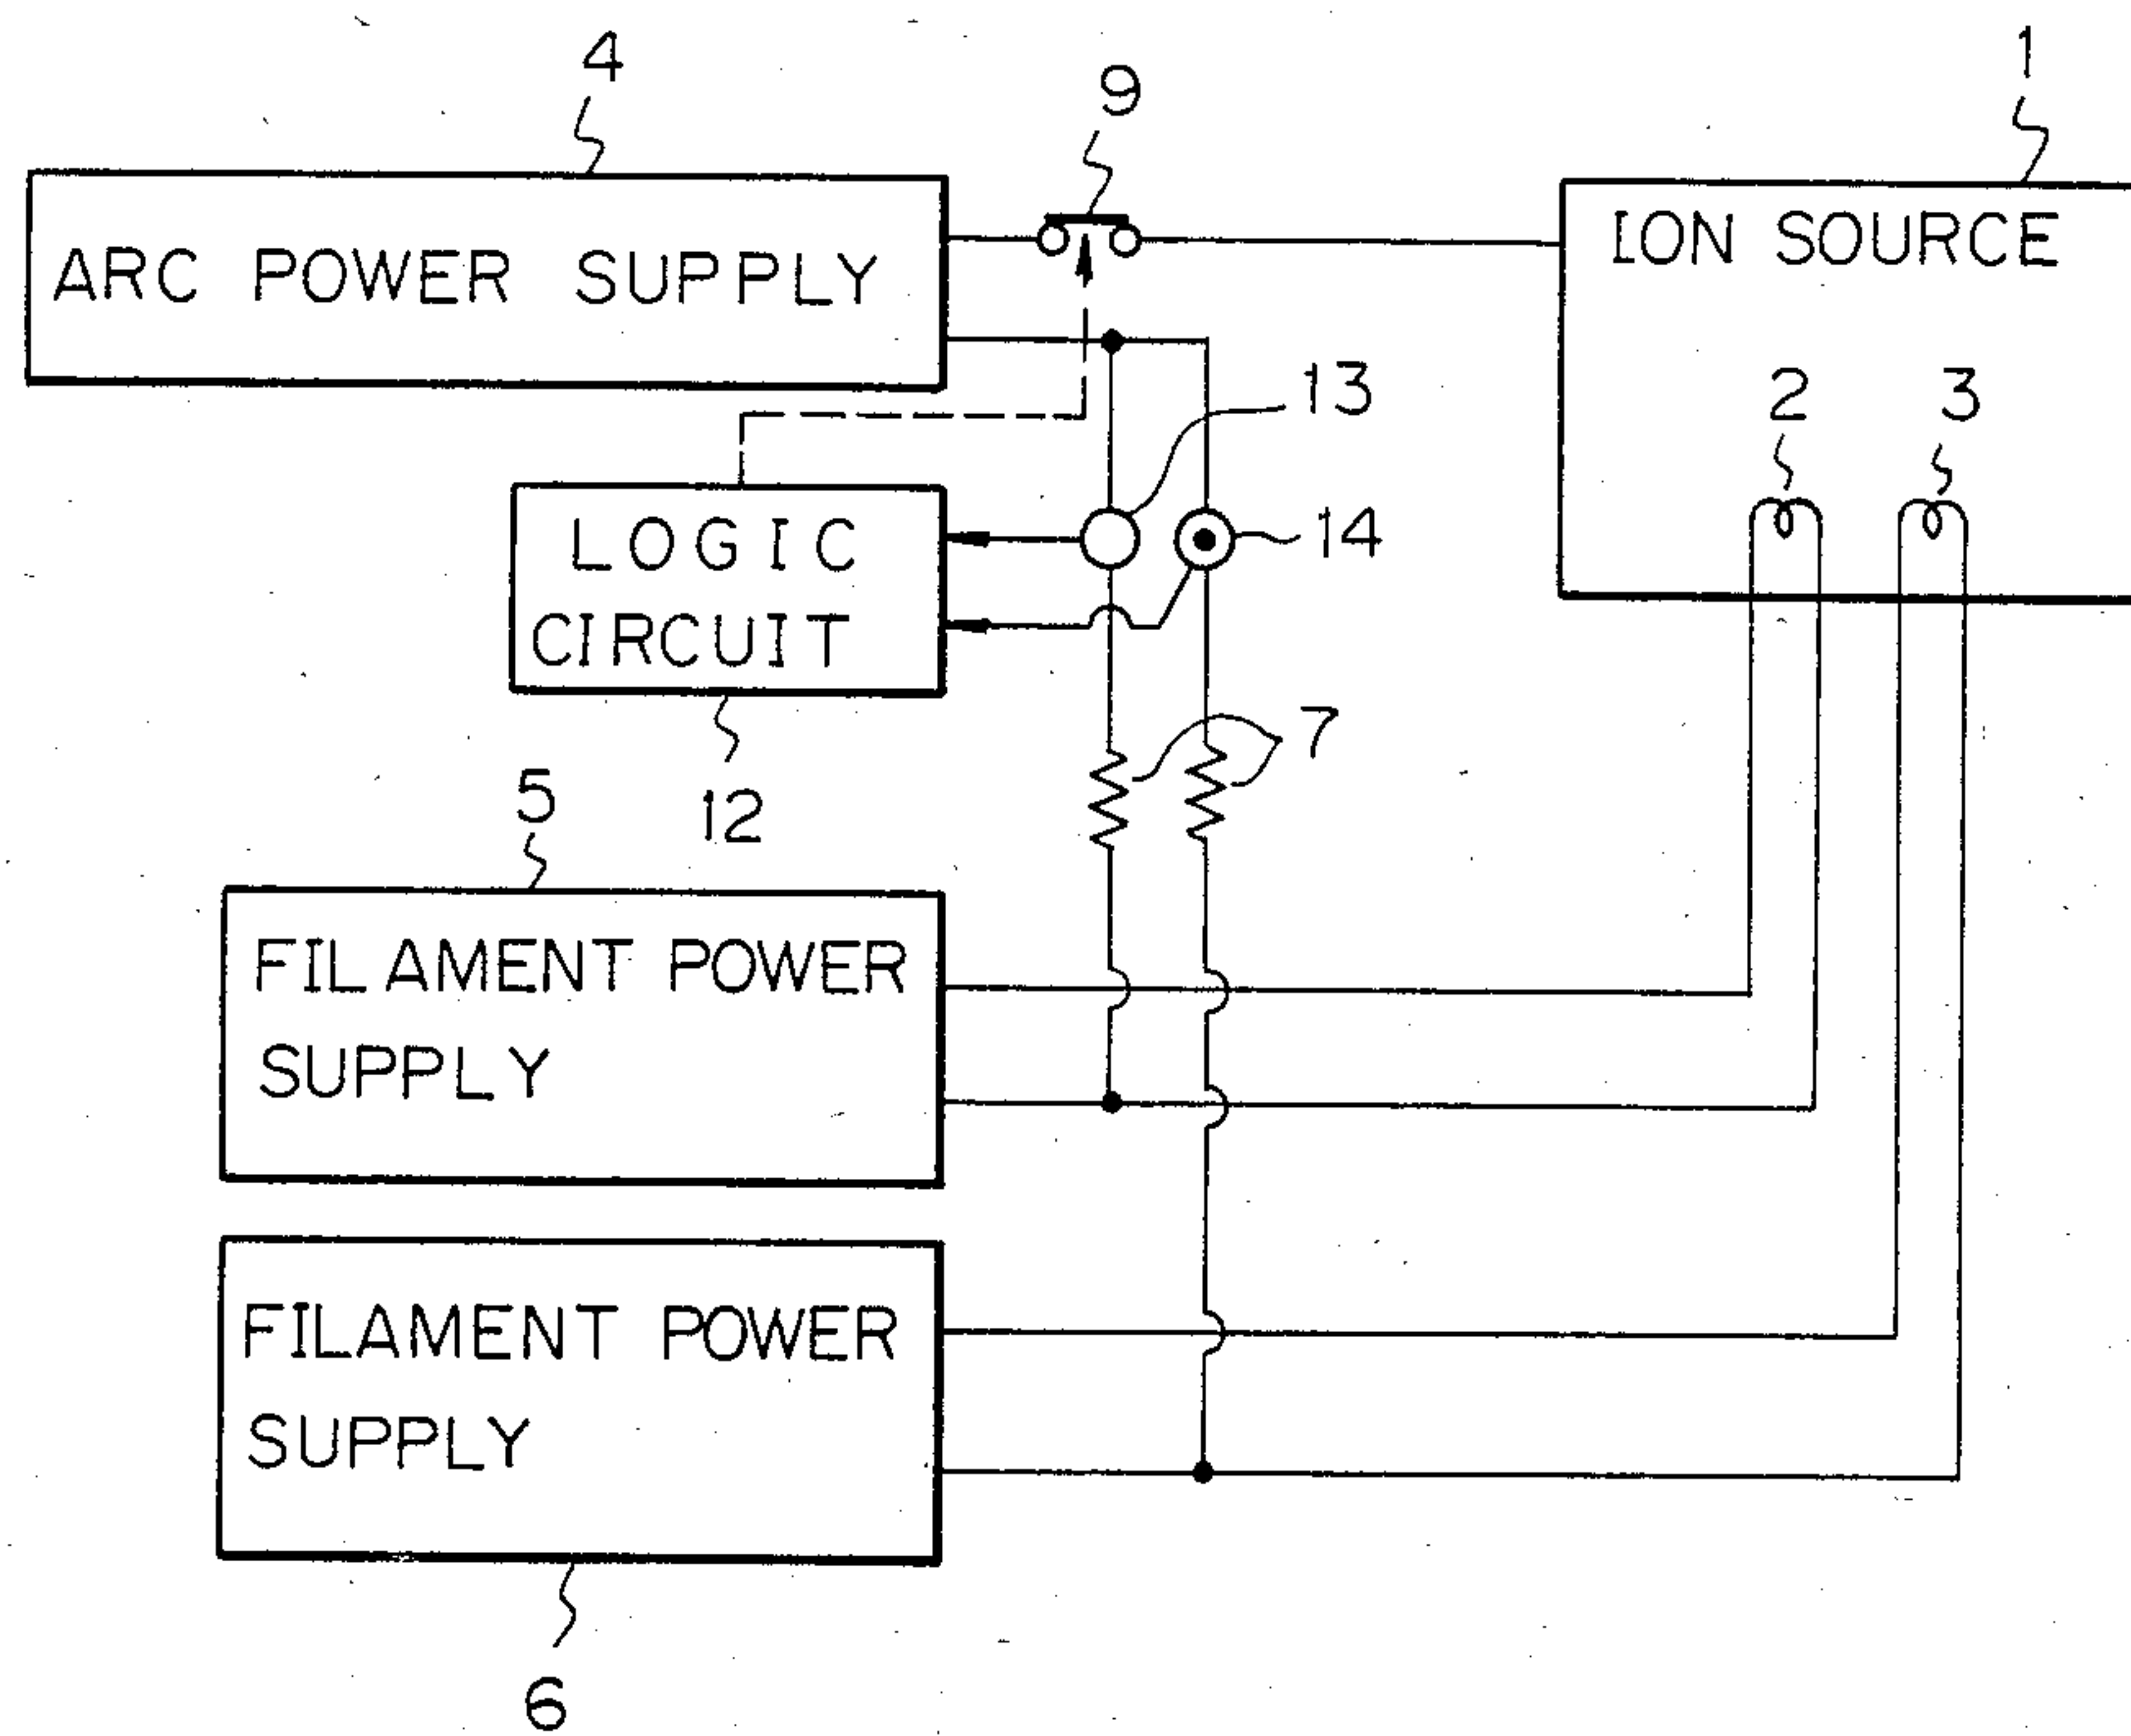 4
9
1
ARC POWER SUPPLY
ION SOURCE
13
2
3
LOGIC
CIRCUIT
14
7
5
12
FILAMENT POWER
SUPPLY
FILAMENT POWER
SUPPLY
6